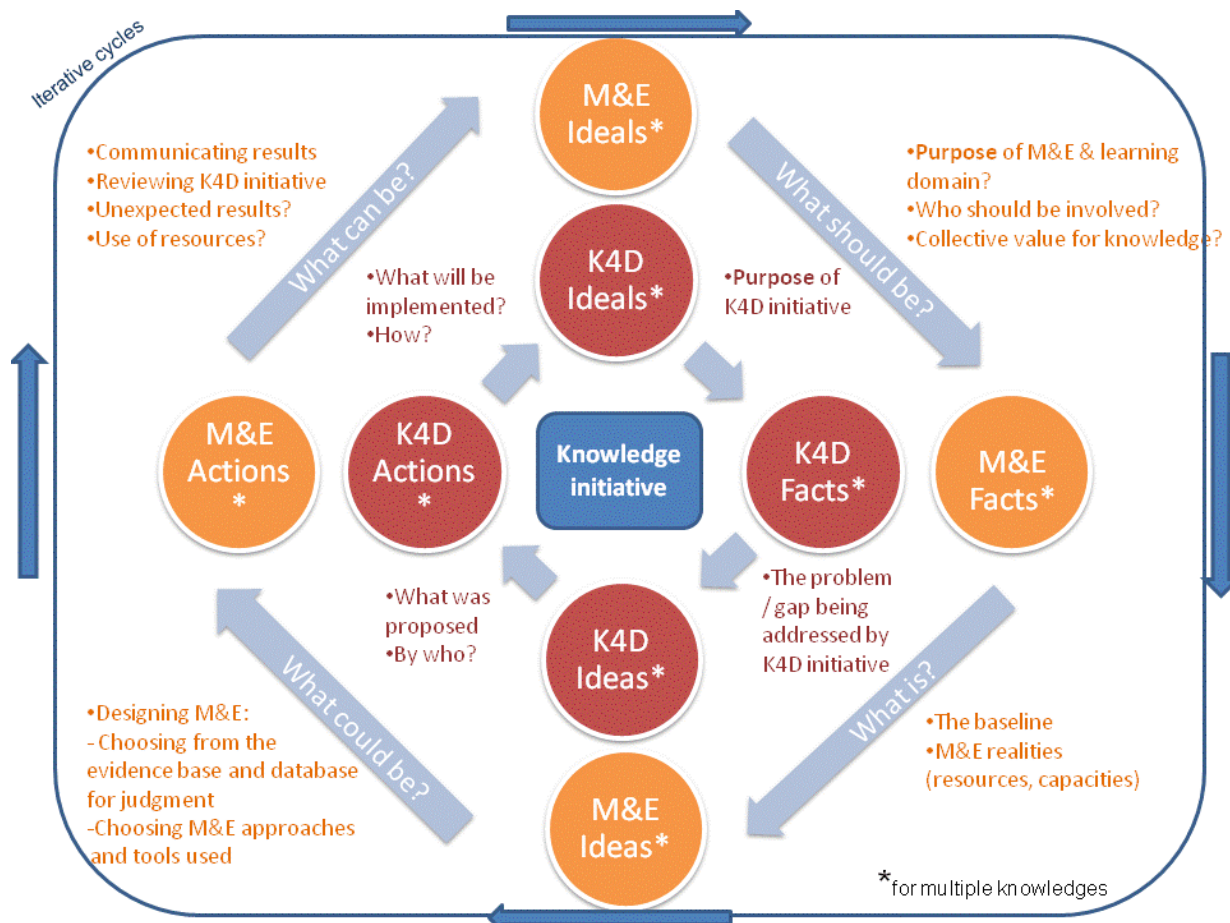 Iterative cycles
M&E
Ideals*
•Communicating results
•Reviewing K4D initiative
•Unexpected results?
•Use of resources?
What can be?
What should be?
•Purpose of M&E & learning
domain?
•Who should be involved?
•Collective value for knowledge?
K4D
Ideals*
•What will be
implemented?
•How?
•Purpose of
K4D initiative
M&E
Actions
*
K4D
Actions
*
Knowledge
initiative
K4D
Facts*
M&E
Facts*
•What was
proposed
•By who?
K4D
Ideas*
•The problem
/ gap being
addressed by
K4D initiative
What could be?
What is?
•Designing M&E:
- Choosing from the
evidence base and database
for judgment
-Choosing M&E approaches
and tools used
M&E
Ideas*
•The baseline
•M&E realities
(resources, capacities)
*for multiple knowledges